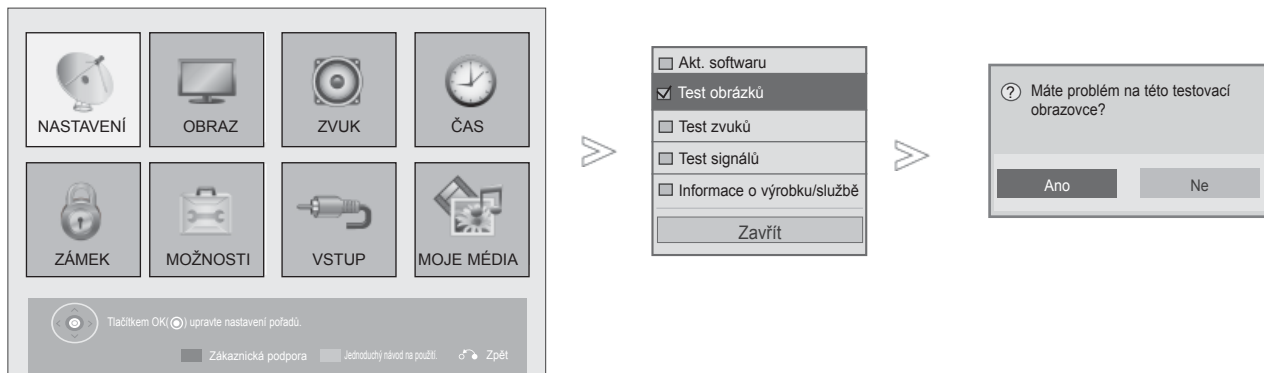 NASTAVENÍ
OBRAZ
ZVUK
ČAS
ZÁMEK
MOŽNOSTI
VSTUP
MOJE MÉDIA
Tlačítkem OK( ) upravte nastavení pořadů.
Zákaznická podpora
Jednoduchý návod na použití.
Zpět
Akt. softwaru
Test obrázků
Test zvuků
Test signálů
Informace o výrobku/službě
Zavřít
? Máte problém na této testovací
obrazovce?
Ano
Ne